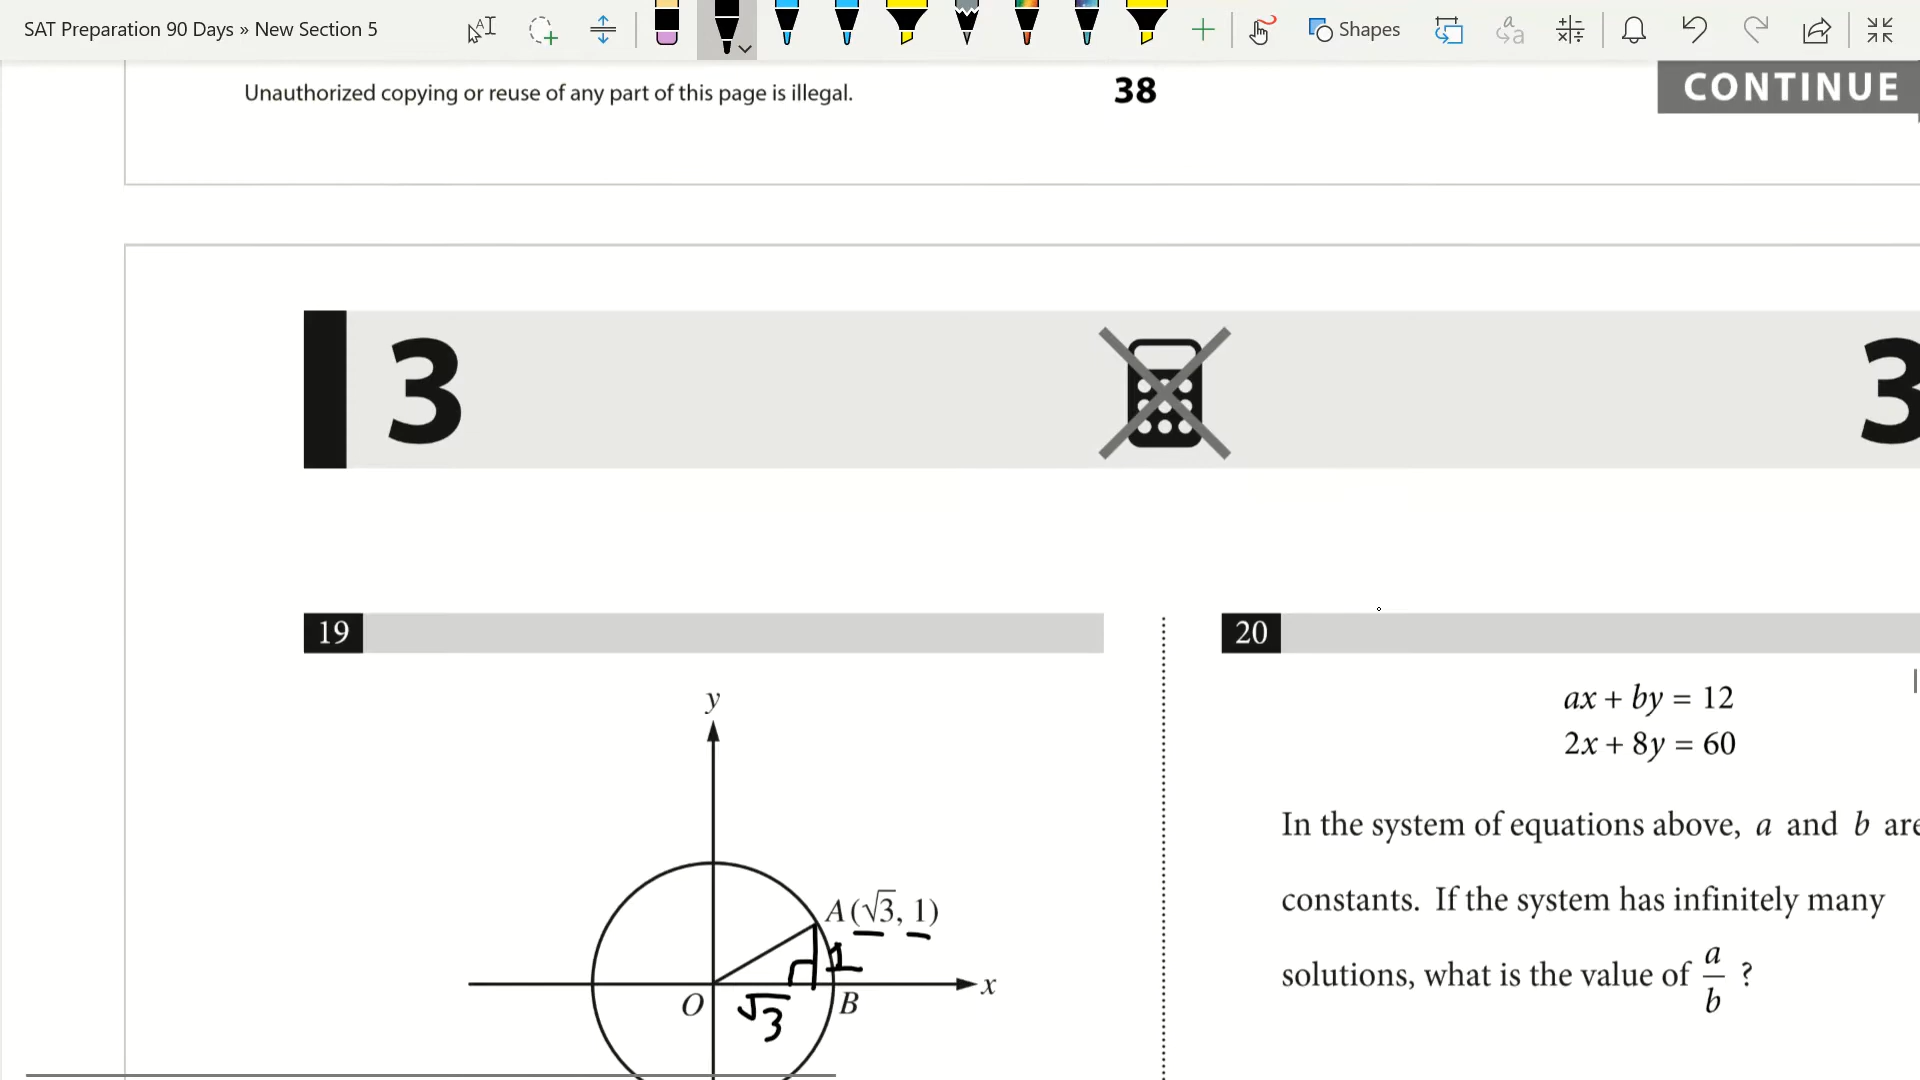 SAT Preparation 90 Days » New Section 5
Shapes
Unauthorized copying or reuse of any part of this page is illegal.
38
CONTINUE
3
3
19
y
A(√3, 1)
1
x
O
√3
B
20
ax + by = 12
2x + 8y = 60
In the system of equations above, a and b are
constants. If the system has infinitely many
solutions, what is the value of a/b ?